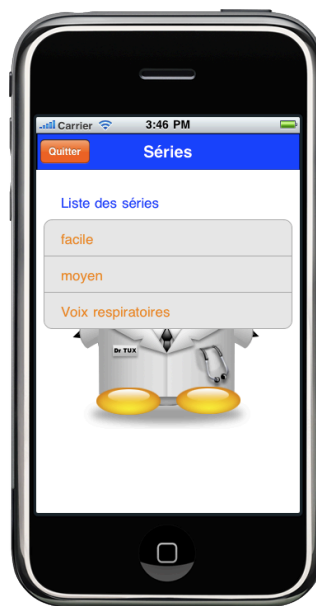 Carrier 3:46 PM
Quitter Séries
Liste des séries
facile
moyen
Voix respiratoires
Dr TUX